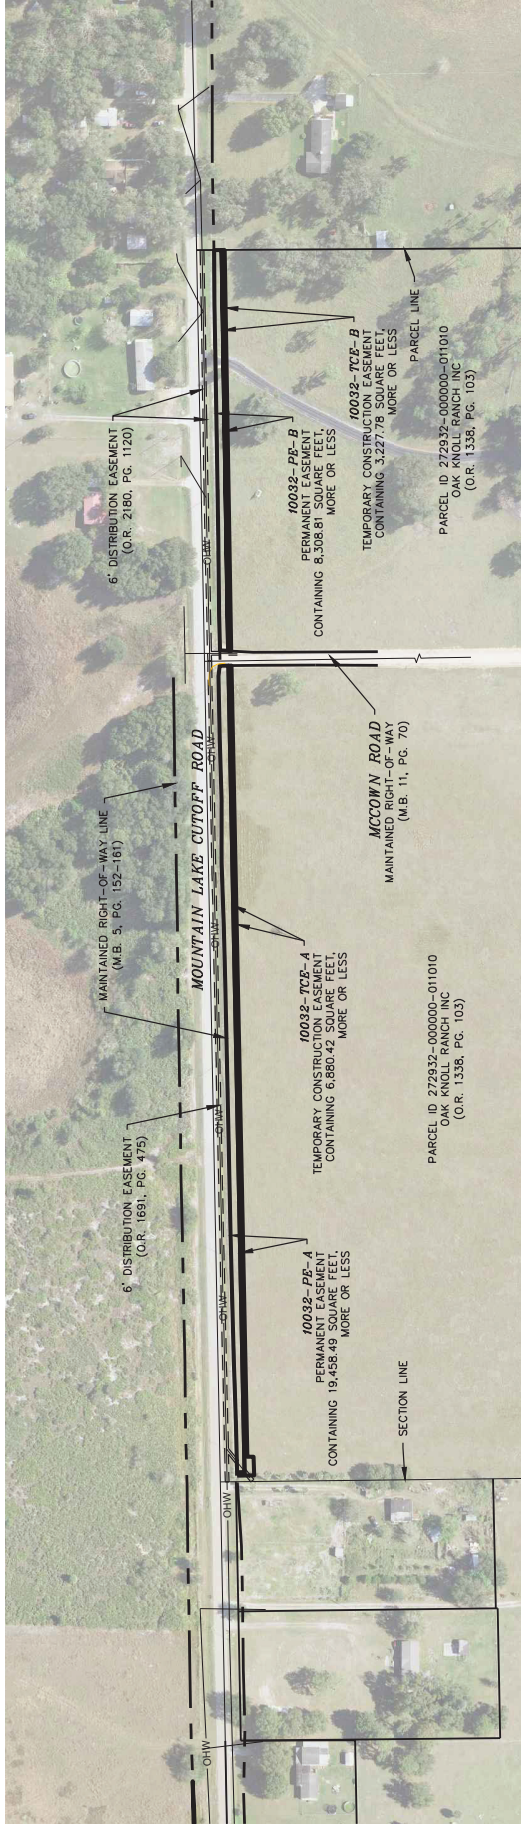 6' DISTRIBUTION EASEMENT
(O.R. 1691, PG. 475)
MAINTAINED RIGHT-OF-WAY LINE
(M.B. 5, PG. 152-161)
6' DISTRIBUTION EASEMENT
(O.R. 2180, PG. 1120)
MOUNTAIN LAKE CUTOFF ROAD
OHW
OHW
OHW
OHW
OHW
OHW
OHW
10032-PE-A
PERMANENT EASEMENT
CONTAINING 19,458.49 SQUARE FEET,
MORE OR LESS
10032-TCE-A
TEMPORARY CONSTRUCTION EASEMENT
CONTAINING 6,880.42 SQUARE FEET,
MORE OR LESS
MCCOWN ROAD
MAINTAINED RIGHT-OF-WAY
(M.B. 11, PG. 70)
10032-PE-B
PERMANENT EASEMENT
CONTAINING 8,308.81 SQUARE FEET,
MORE OR LESS
10032-TCE-B
TEMPORARY CONSTRUCTION EASEMENT
CONTAINING 3,227.78 SQUARE FEET,
MORE OR LESS
PARCEL LINE
SECTION LINE
PARCEL ID 272932-000000-011010
OAK KNOLL RANCH INC
(O.R. 1338, PG. 103)
PARCEL ID 272932-000000-011010
OAK KNOLL RANCH INC
(O.R. 1338, PG. 103)